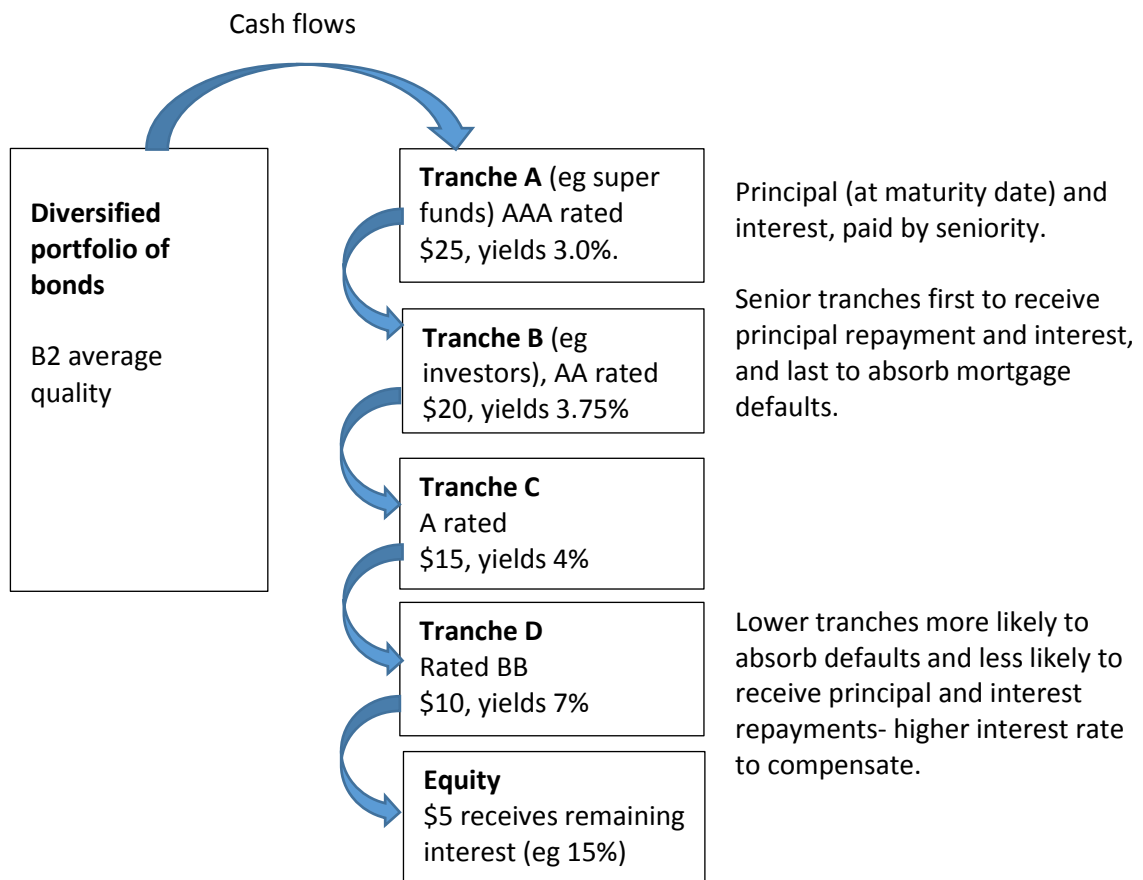 Cash flows
Diversified
portfolio of
bonds
B2 average
quality
Tranche A (eg super
funds) AAA rated
$25, yields 3.0%.
Tranche B (eg
investors), AA rated
$20, yields 3.75%
Tranche C
A rated
$15, yields 4%
Tranche D
Rated BB
$10, yields 7%
Equity
$5 receives remaining
interest (eg 15%)
Principal (at maturity date) and
interest, paid by seniority.
Senior tranches first to receive
principal repayment and interest,
and last to absorb mortgage
defaults.
Lower tranches more likely to
absorb defaults and less likely to
receive principal and interest
repayments- higher interest rate
to compensate.